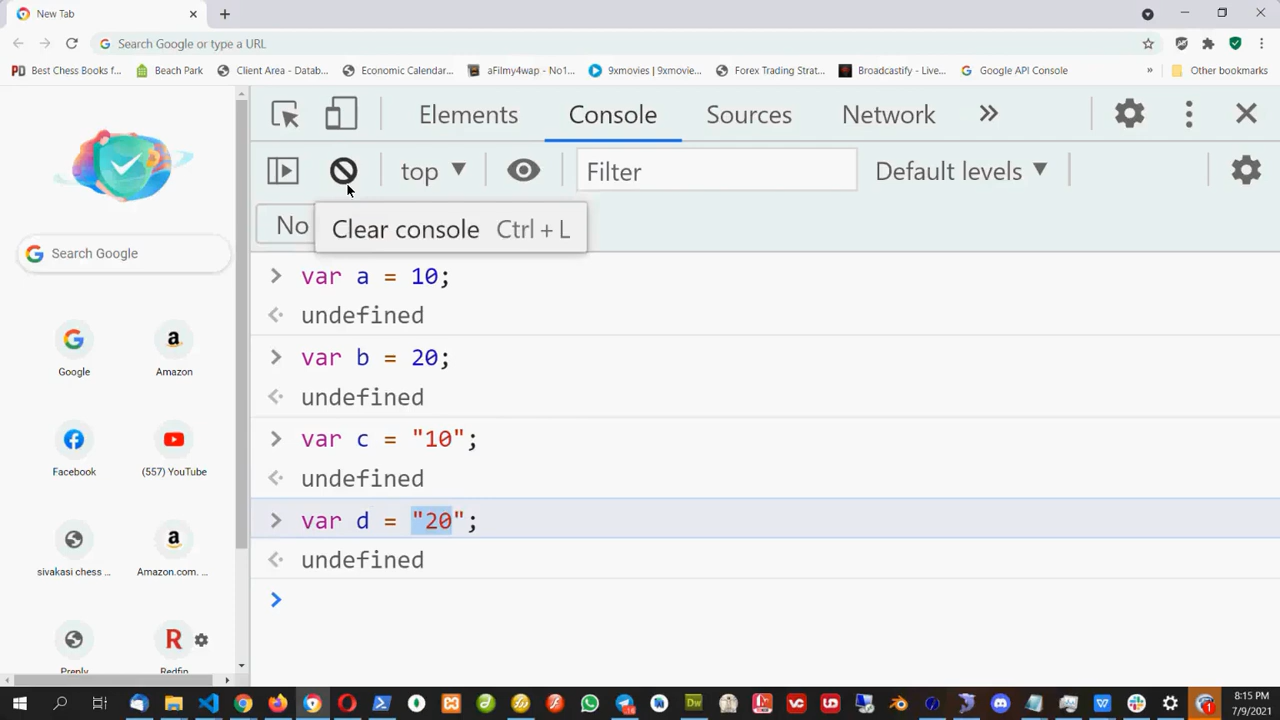 New Tab
Search Google or type a URL
Best Chess Books f... Beach Park Client Area - Datab... Economic Calendar... aFilmy4wap - No1... 9xmovies | 9xmovie... Forex Trading Strat... Broadcastify - Live... Google API Console » Other bookmarks
Elements Console Sources Network
top Filter Default levels
No Clear console Ctrl + L
Search Google
> var a = 10;
undefined
> var b = 20;
undefined
> var c = "10";
undefined
> var d = "20";
undefined
>
Google Amazon
Facebook (557) YouTube
sivakasi chess ... Amazon.com. ...
R
Preply Redfin
8:15 PM
7/9/2021